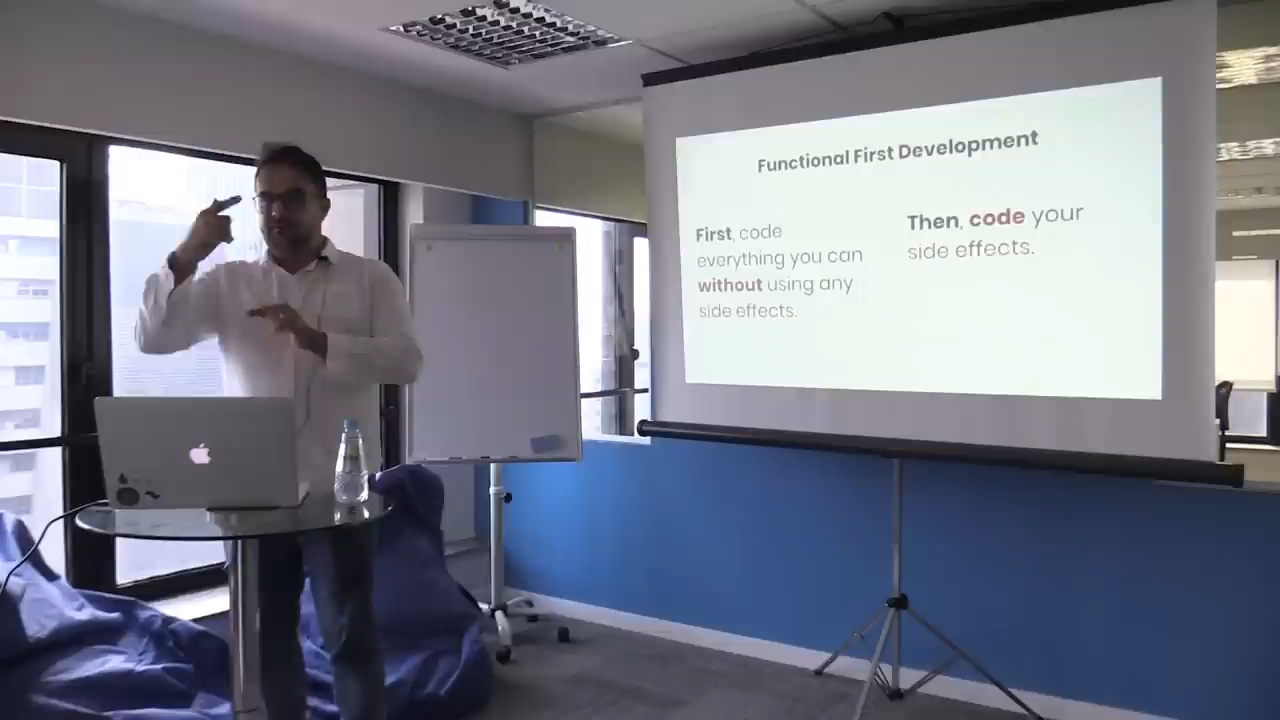 Functional First Development
First, code
everything you can
without using any
side effects.
Then, code your
side effects.